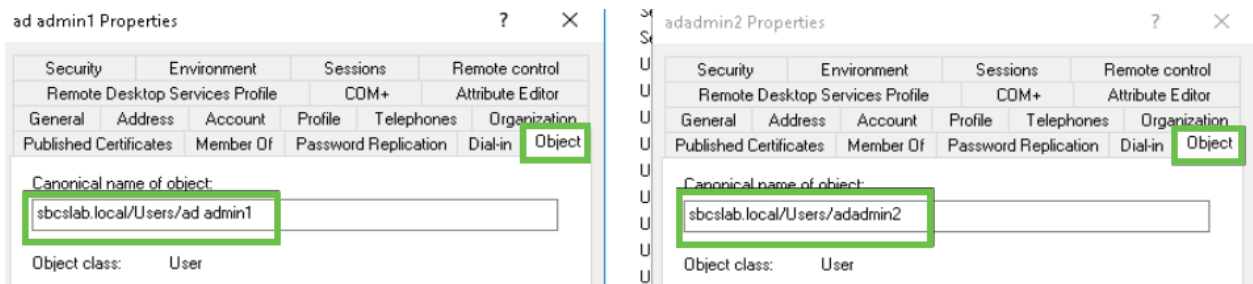 ad admin1 Properties ? ×
Security Environment Sessions Remote control
Remote Desktop Services Profile COM+ Attribute Editor
General Address Account Profile Telephones Organization
Published Certificates Member Of Password Replication Dial-in Object
Canonical name of object:
sbcslab.local/Users/ad admin1
Object class: User
Se
Se
U
U
U
U
U
U
U
U
adadmin2 Properties ? ×
Security Environment Sessions Remote control
Remote Desktop Services Profile COM+ Attribute Editor
General Address Account Profile Telephones Organization
Published Certificates Member Of Password Replication Dial-in Object
Canonical name of object:
sbcslab.local/Users/adadmin2
Object class: User